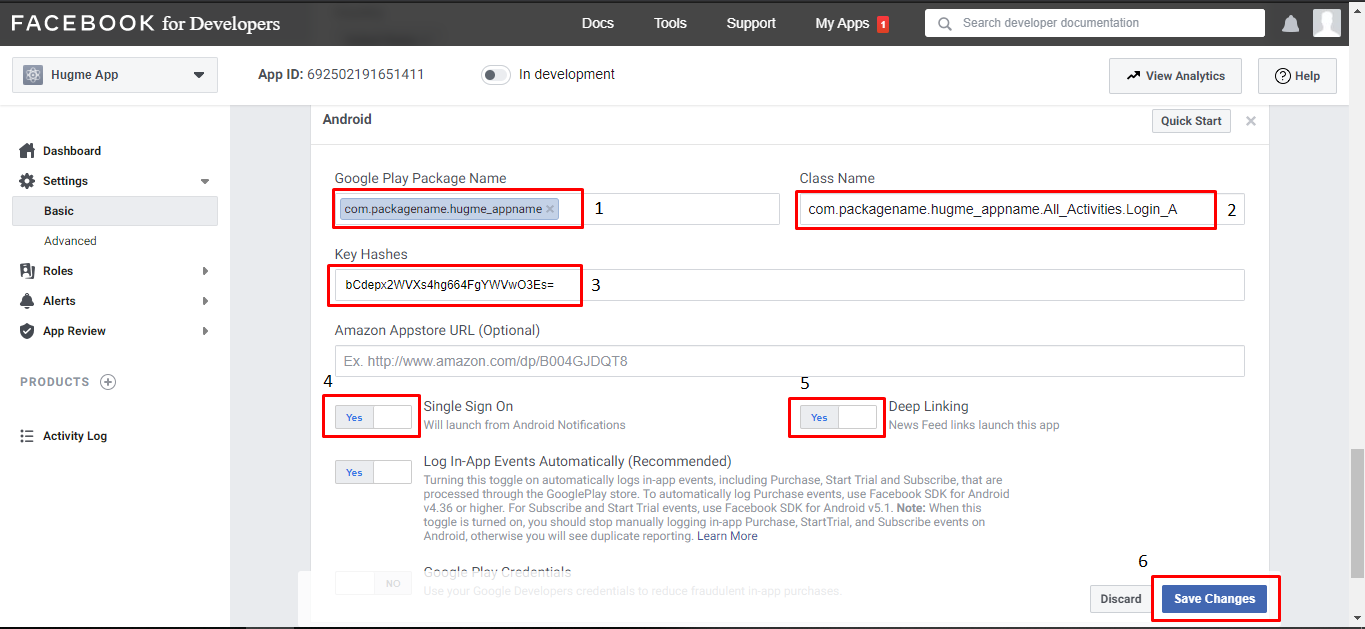 FACEBOOK for Developers
Docs
Tools
Support
My Apps 1
Search developer documentation
Hugme App
App ID: 692502191651411
In development
View Analytics
Help
Dashboard
Settings
Basic
Advanced
Roles
Alerts
App Review
PRODUCTS
Activity Log
Android
Quick Start
Google Play Package Name
com.packagename.hugme_appname
1
Class Name
com.packagename.hugme_appname.All_Activities.Login_A
2
Key Hashes
bCdepx2WVXs4hg664FgYWVwO3Es=
3
Amazon Appstore URL (Optional)
Ex. http://www.amazon.com/dp/B004GJDQT8
4
Yes
Single Sign On
Will launch from Android Notifications
5
Yes
Deep Linking
News Feed links launch this app
Yes
Log In-App Events Automatically (Recommended)
Turning this toggle on automatically logs in-app events, including Purchase, Start Trial and Subscribe, that are
processed through the GooglePlay store. To automatically log Purchase events, use Facebook SDK for Android
v4.36 or higher. For Subscribe and Start Trial events, use Facebook SDK for Android v5.1. Note: When this
toggle is turned on, you should stop manually logging in-app Purchase, StartTrial, and Subscribe events on
Android, otherwise you will see duplicate reporting. Learn More
NO
Google Play Credentials
Use your Google Developers credentials to reduce fraudulent in-app purchases.
6
Discard
Save Changes